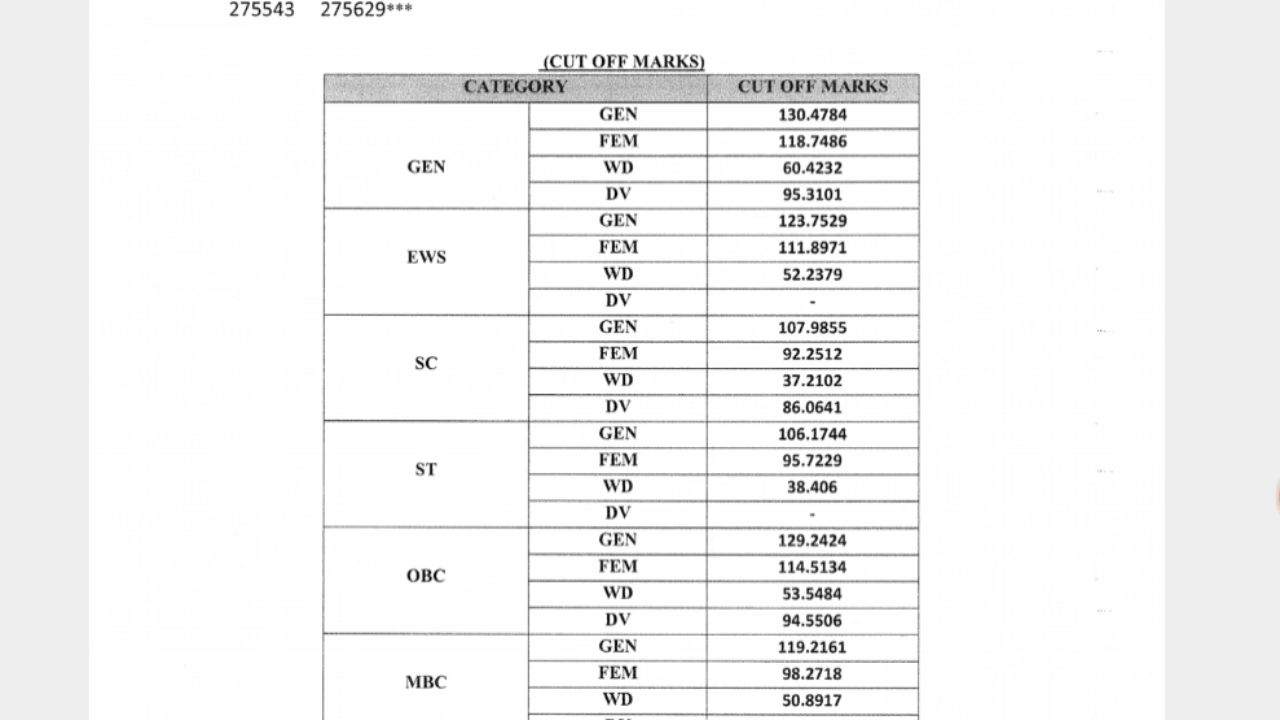 275543 275629***
(CUT OFF MARKS)
CATEGORY CUT OFF MARKS
GEN GEN 130.4784
FEM 118.7486
WD 60.4232
DV 95.3101
EWS GEN 123.7529
FEM 111.8971
WD 52.2379
DV -
SC GEN 107.9855
FEM 92.2512
WD 37.2102
DV 86.0641
ST GEN 106.1744
FEM 95.7229
WD 38.406
DV -
OBC GEN 129.2424
FEM 114.5134
WD 53.5484
DV 94.5506
MBC GEN 119.2161
FEM 98.2718
WD 50.8917